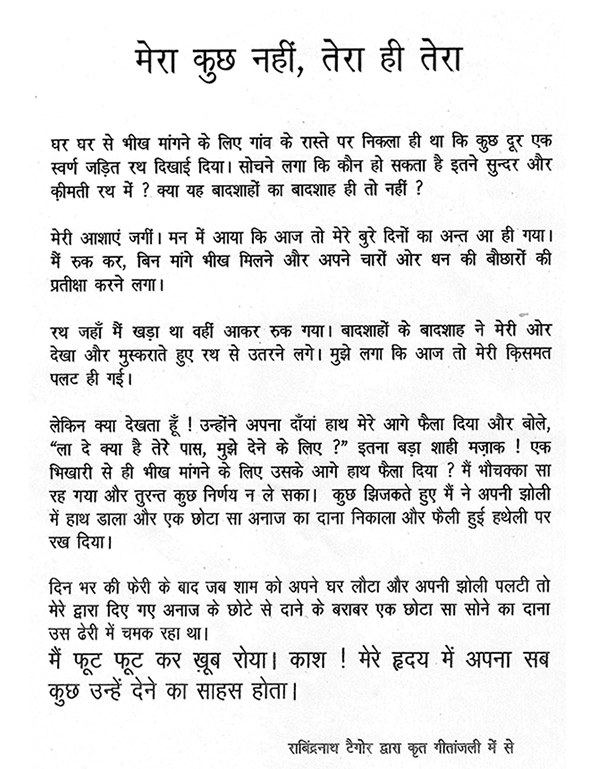 मेरा कुछ नहीं, तेरा ही तेरा
घर घर से भीख मांगने के लिए गांव के रास्ते पर निकला ही था कि कुछ दूर एक
स्वर्ण जड़ित रथ दिखाई दिया। सोचने लगा कि कौन हो सकता है इतने सुन्दर और
क़ीमती रथ में ? क्या यह बादशाहों का बादशाह ही तो नहीं ?
मेरी आशाएं जगीं। मन में आया कि आज तो मेरे बुरे दिनों का अन्त आ ही गया।
मैं रुक कर, बिन मांगे भीख मिलने और अपने चारों ओर धन की बौछारों की
प्रतीक्षा करने लगा।
रथ जहाँ मैं खड़ा था वहीं आकर रुक गया। बादशाहों के बादशाह ने मेरी ओर
देखा और मुस्कराते हुए रथ से उतरने लगे। मुझे लगा कि आज तो मेरी क़िसमत
पलट ही गई।
लेकिन क्या देखता हूँ ! उन्होंने अपना दाँयां हाथ मेरे आगे फैला दिया और बोले,
“ला दे क्या है तेरे पास, मुझे देने के लिए ?” इतना बड़ा शाही मज़ाक ! एक
भिखारी से ही भीख मांगने के लिए उसके आगे हाथ फैला दिया ? मैं भौचक्का सा
रह गया और तुरन्त कुछ निर्णय न ले सका। कुछ झिजकते हुए मैं ने अपनी झोली
में हाथ डाला और एक छोटा सा अनाज का दाना निकाला और फैली हुई हथेली पर
रख दिया।
दिन भर की फेरी के बाद जब शाम को अपने घर लौटा और अपनी झोली पलटी तो
मेरे द्वारा दिए गए अनाज के छोटे से दाने के बराबर एक छोटा सा सोने का दाना
उस ढेरी में चमक रहा था।
मैं फूट फूट कर ख़ूब रोया। काश ! मेरे हृदय में अपना सब
कुछ उन्हें देने का साहस होता।
राबिंद्रनाथ टैगोर द्वारा कृत गीतांजली में से